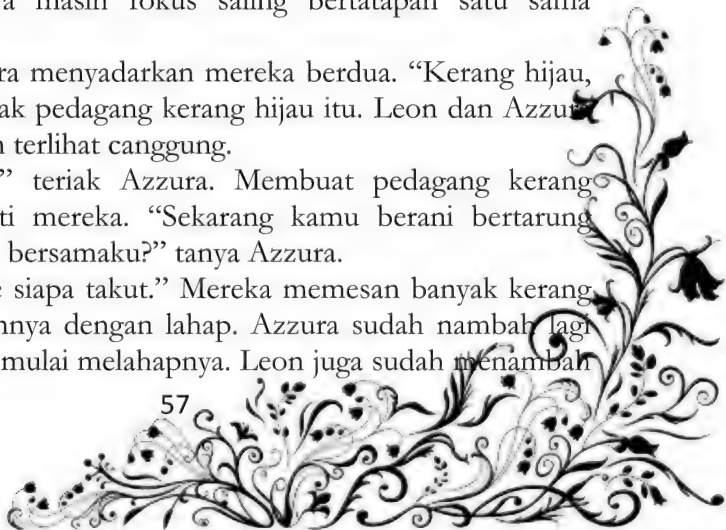 masih fokus saling bertatapan satu sama
ra menyadarkan mereka berdua. “Kerang hijau,
ak pedagang kerang hijau itu. Leon dan Azzura
n terlihat canggung.
” teriak Azzura. Membuat pedagang kerang
ti mereka. “Sekarang kamu berani bertarung
bersamaku?” tanya Azzura.
e siapa takut.” Mereka memesan banyak kerang
nnya dengan lahap. Azzura sudah nambah lagi
mulai melahapnya. Leon juga sudah menambah
57